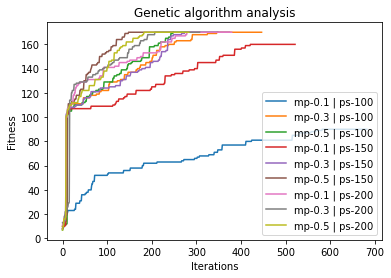 Genetic algorithm analysis
Fitness
160
140
120
100
80
60
40
20
0
mp-0.1 | ps-100
mp-0.3 | ps-100
mp-0.5 | ps-100
mp-0.1 | ps-150
mp-0.3 | ps-150
mp-0.5 | ps-150
mp-0.1 | ps-200
mp-0.3 | ps-200
mp-0.5 | ps-200
0 100 200 300 400 500 600 700
Iterations